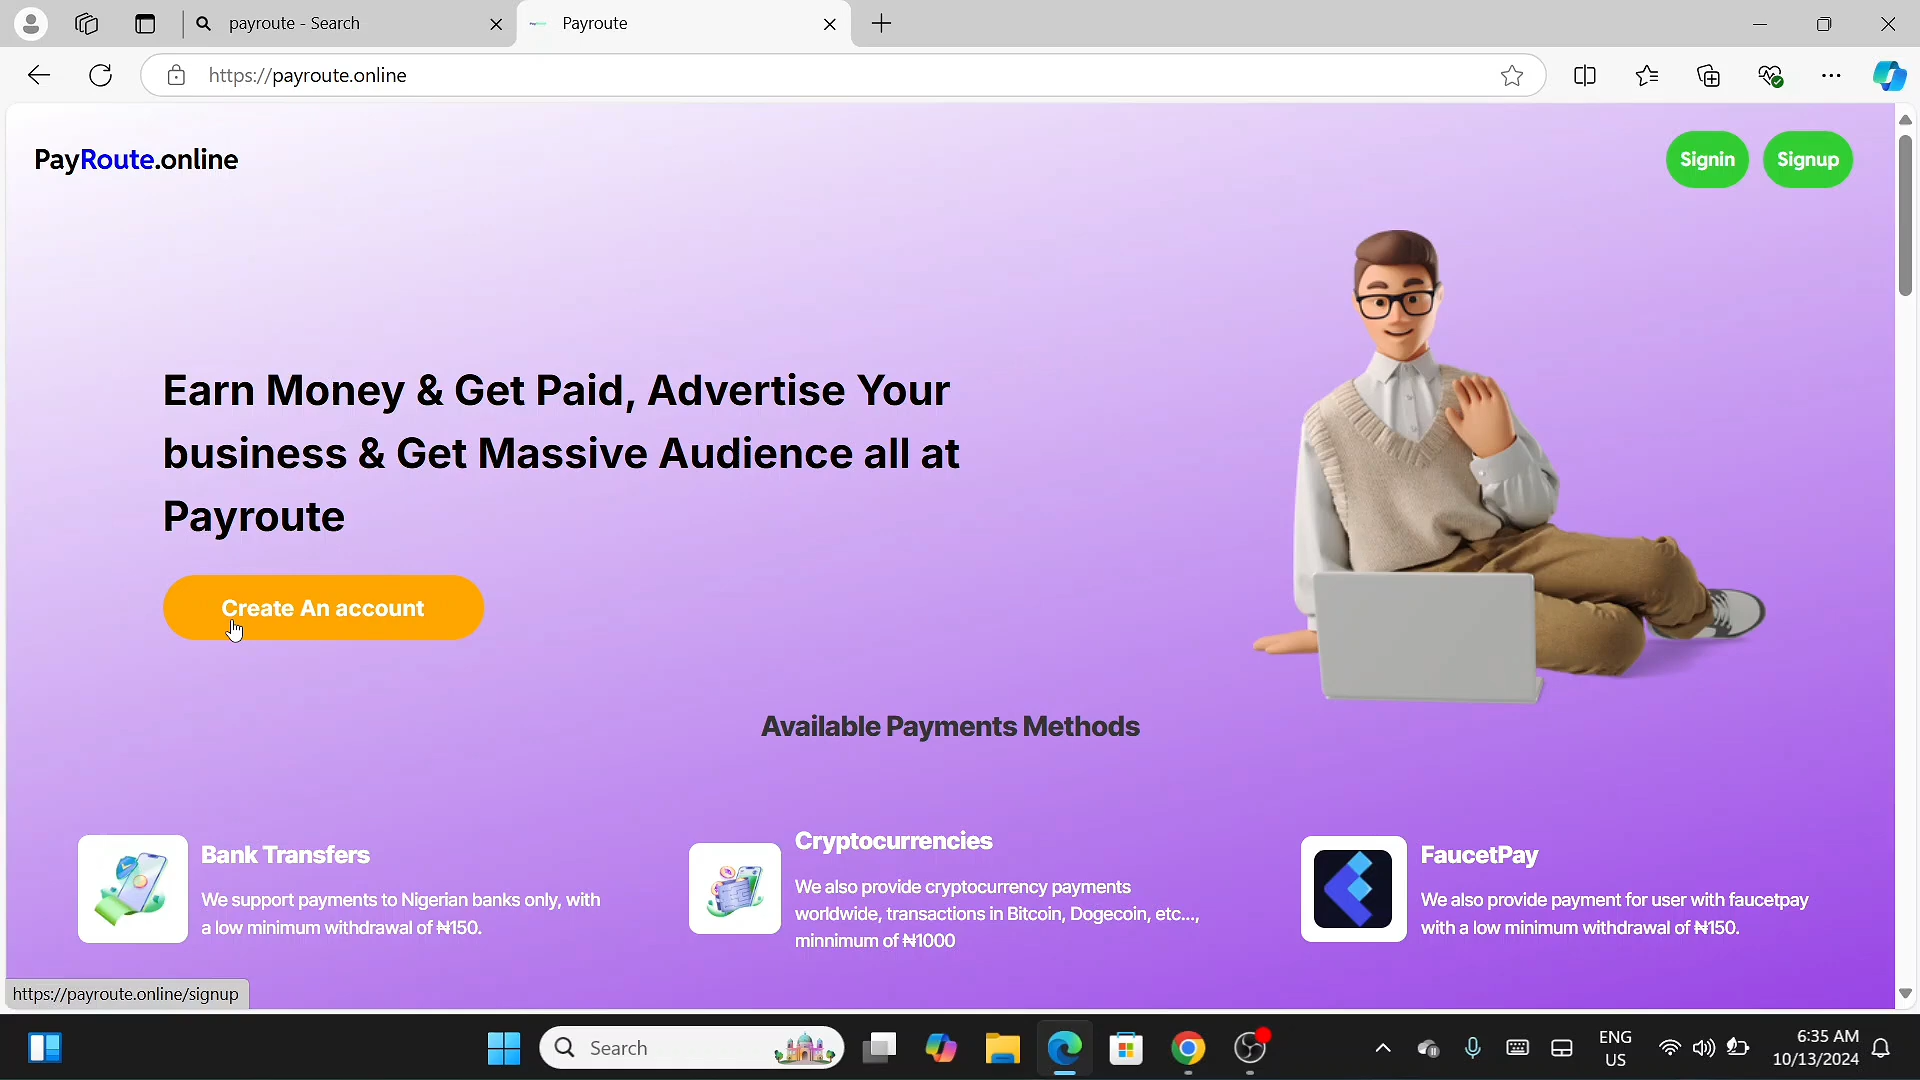 payroute - Search
Payroute
https://payroute.online
PayRoute.online
Signin
Signup
Earn Money & Get Paid, Advertise Your
business & Get Massive Audience all at
Payroute
Create An account
Available Payments Methods
Bank Transfers
We support payments to Nigerian banks only, with
a low minimum withdrawal of ₦150.
Cryptocurrencies
We also provide cryptocurrency payments
worldwide, transactions in Bitcoin, Dogecoin, etc...,
minnimum of ₦1000
FaucetPay
We also provide payment for user with faucetpay
with a low minimum withdrawal of ₦150.
https://payroute.online/signup
Search
ENG
US
6:35 AM
10/13/2024